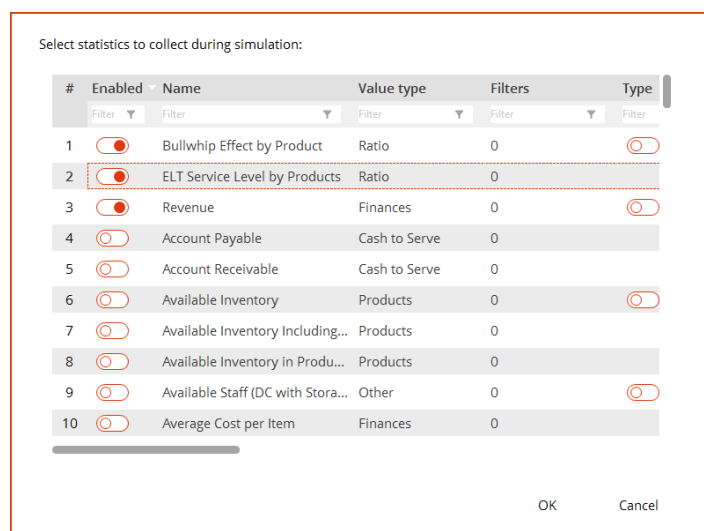 Select statistics to collect during simulation:
# Enabled Name Value type Filters Type
Filter Filter Filter Filter Filter
1 Bullwhip Effect by Product Ratio 0
2 ELT Service Level by Products Ratio 0
3 Revenue Finances 0
4 Account Payable Cash to Serve 0
5 Account Receivable Cash to Serve 0
6 Available Inventory Products 0
7 Available Inventory Including... Products 0
8 Available Inventory in Produ... Products 0
9 Available Staff (DC with Stora... Other 0
10 Average Cost per Item Finances 0
OK Cancel